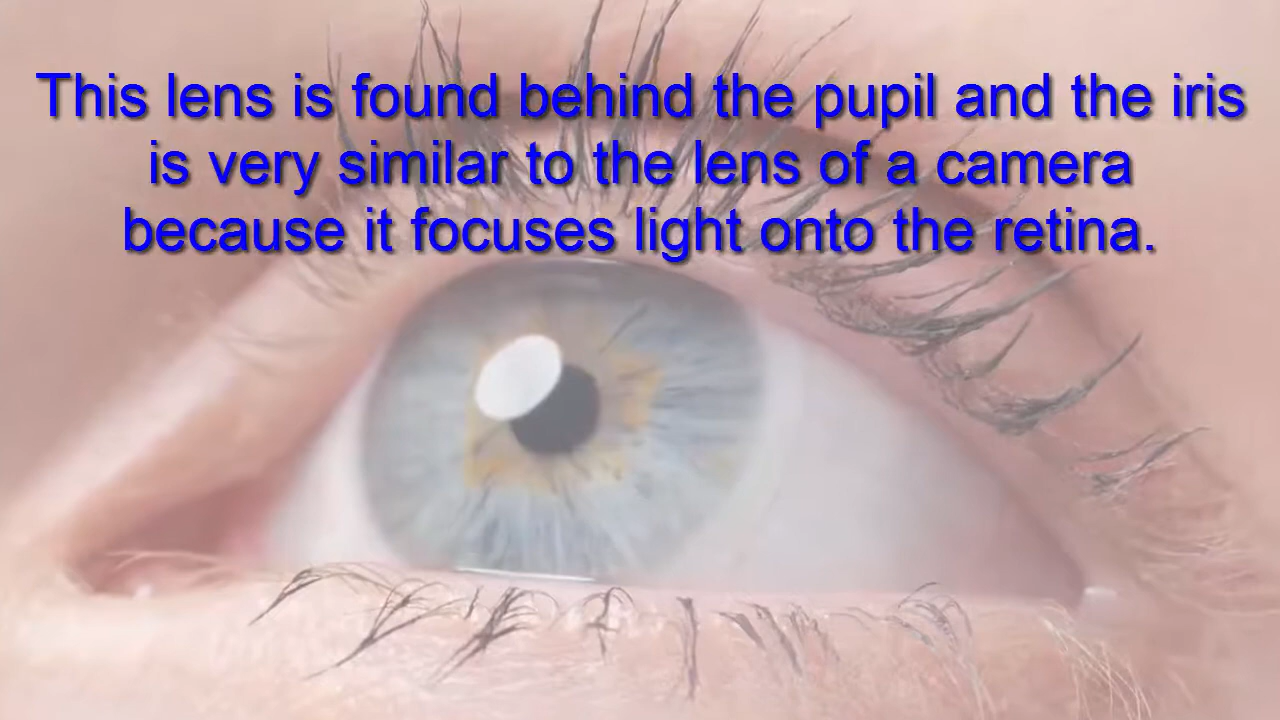 This lens is found behind the pupil and the iris
is very similar to the lens of a camera
because it focuses light onto the retina.